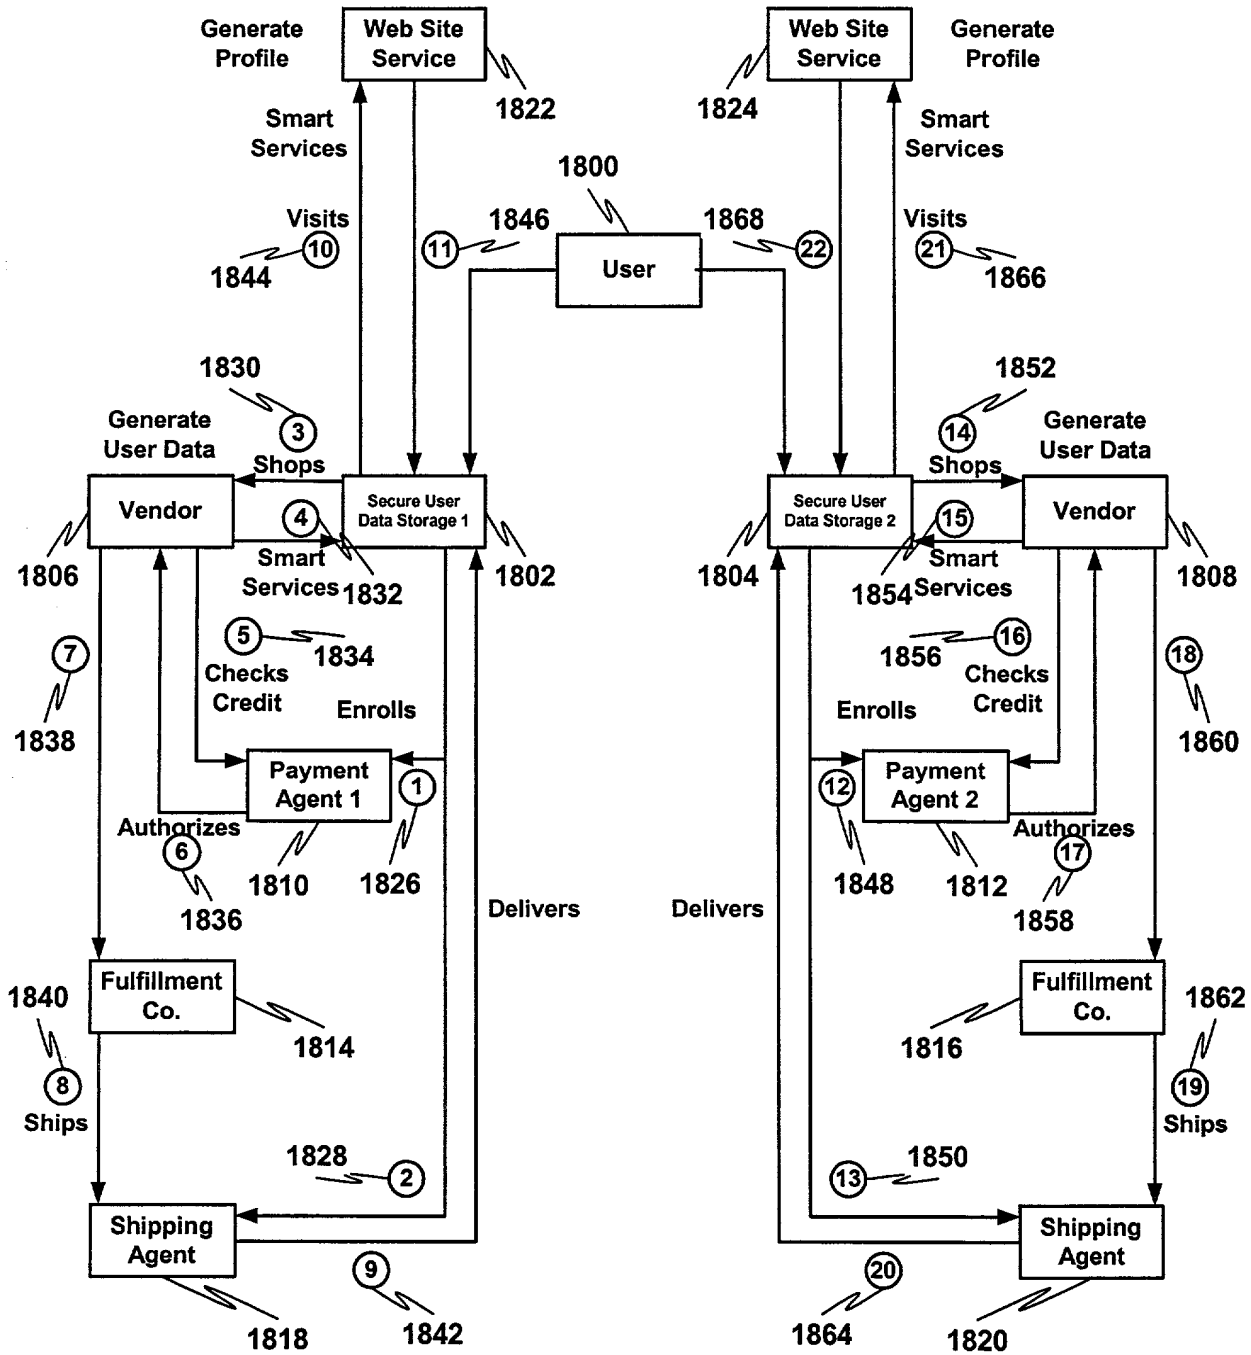 Generate
Profile
Web Site
Service
1822
Web Site
Service
1824
Generate
Profile
Smart
Services
Smart
Services
1800
User
Visits
10
1844
11
1846
1868
22
Visits
21
1866
1830
3
Generate
User Data
Shops
1852
14
Generate
User Data
Shops
Vendor
1806
4
Smart
Services
1832
Secure User
Data Storage 1
1802
Secure User
Data Storage 2
1804
15
1854
Smart
Services
Vendor
1808
7
1838
5
1834
Checks
Credit
Enrolls
1856
16
Checks
Credit
Enrolls
18
1860
Payment
Agent 1
1
Authorizes
6
1836
1810
1826
12
Payment
Agent 2
Authorizes
17
1848
1812
1858
Delivers
Delivers
1840
8
Ships
Fulfillment
Co.
1814
Fulfillment
Co.
1816
1862
19
Ships
1828
2
13
1850
Shipping
Agent
1818
9
1842
20
1864
Shipping
Agent
1820